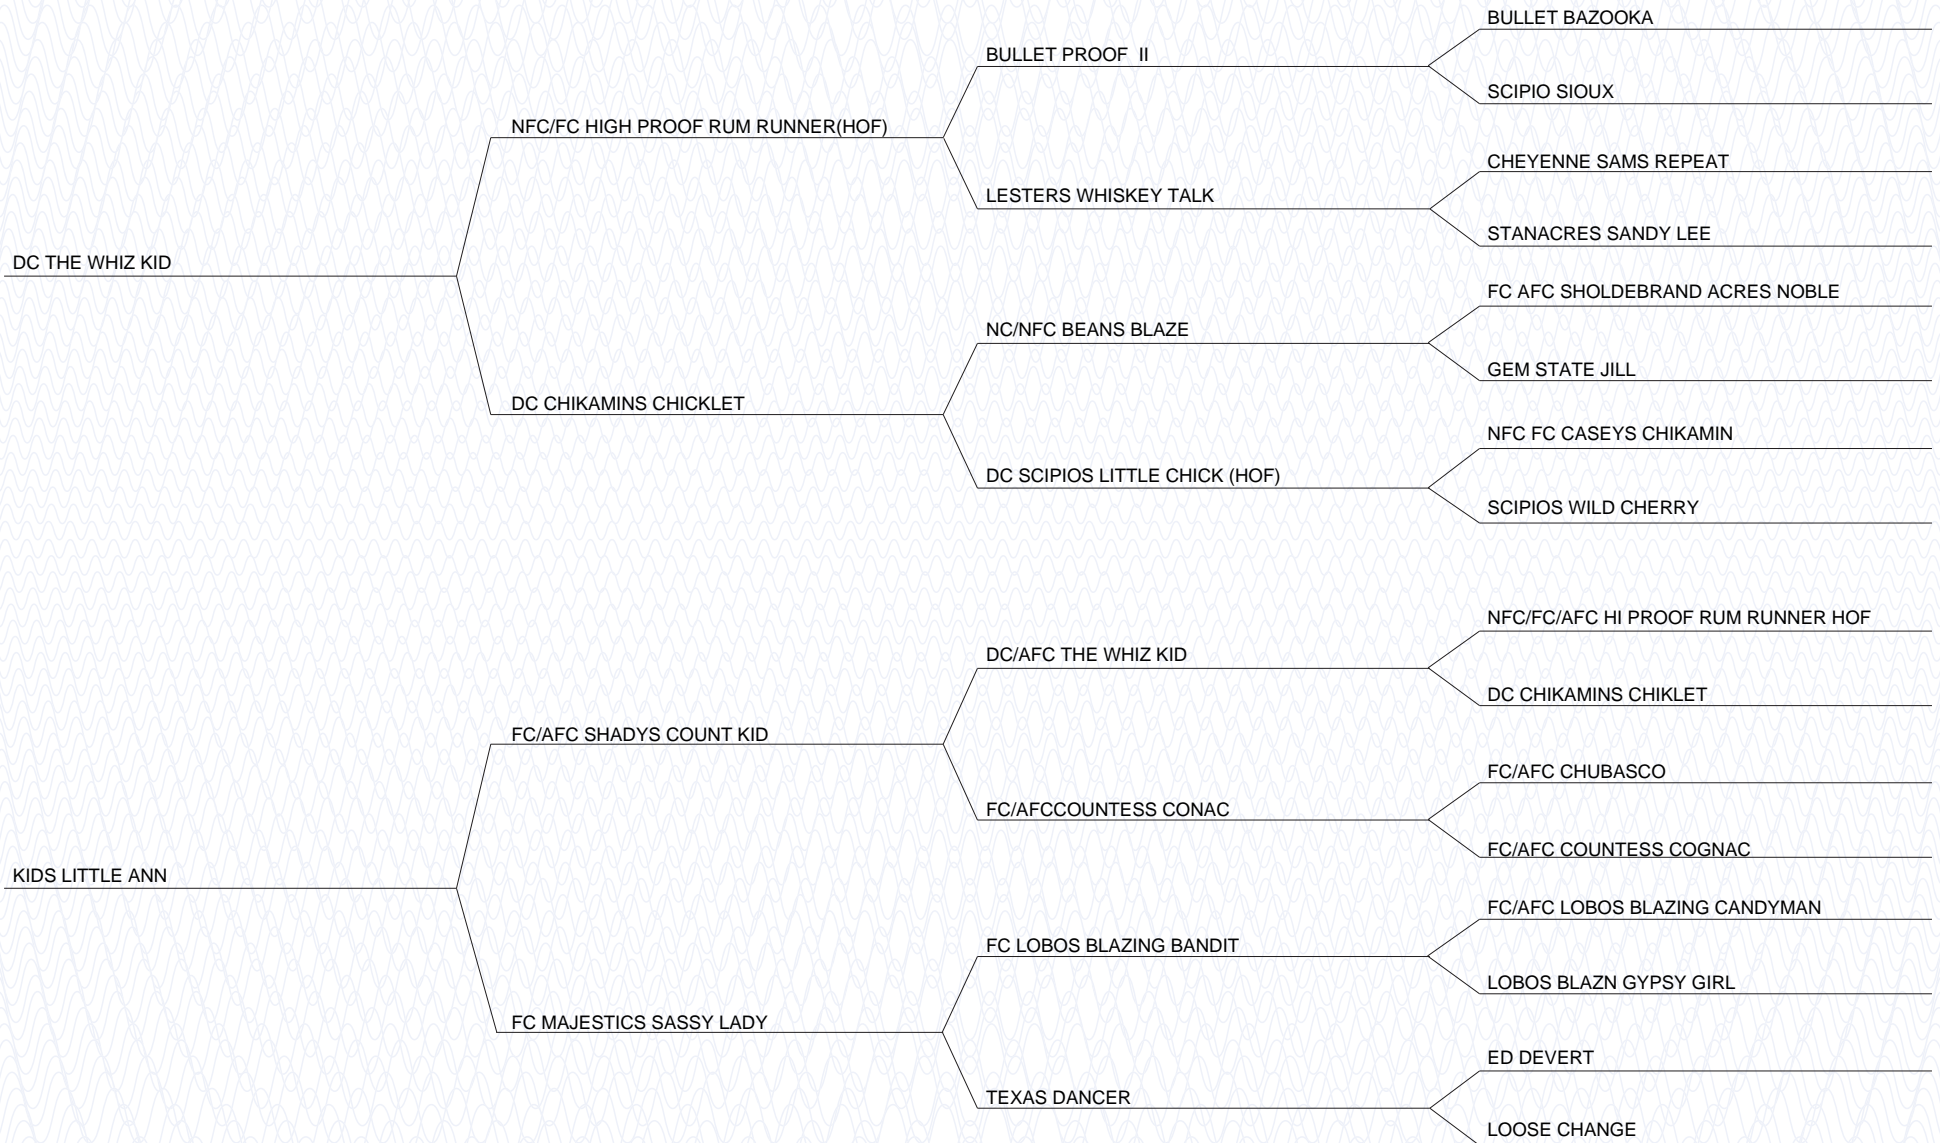 BULLET BAZOOKA
BULLET PROOF  II
SCIPIO SIOUX
NFC/FC HIGH PROOF RUM RUNNER(HOF)
CHEYENNE SAMS REPEAT
LESTERS WHISKEY TALK
STANACRES SANDY LEE
DC THE WHIZ KID
FC AFC SHOLDEBRAND ACRES NOBLE
NC/NFC BEANS BLAZE
GEM STATE JILL
DC CHIKAMINS CHICKLET
NFC FC CASEYS CHIKAMIN
DC SCIPIOS LITTLE CHICK (HOF)
SCIPIOS WILD CHERRY
NFC/FC/AFC HI PROOF RUM RUNNER HOF
DC/AFC THE WHIZ KID
DC CHIKAMINS CHIKLET
FC/AFC SHADYS COUNT KID
FC/AFC CHUBASCO
FC/AFCCOUNTESS CONAC
FC/AFC COUNTESS COGNAC
KIDS LITTLE ANN
FC/AFC LOBOS BLAZING CANDYMAN
FC LOBOS BLAZING BANDIT
LOBOS BLAZN GYPSY GIRL
FC MAJESTICS SASSY LADY
ED DEVERT
TEXAS DANCER
LOOSE CHANGE